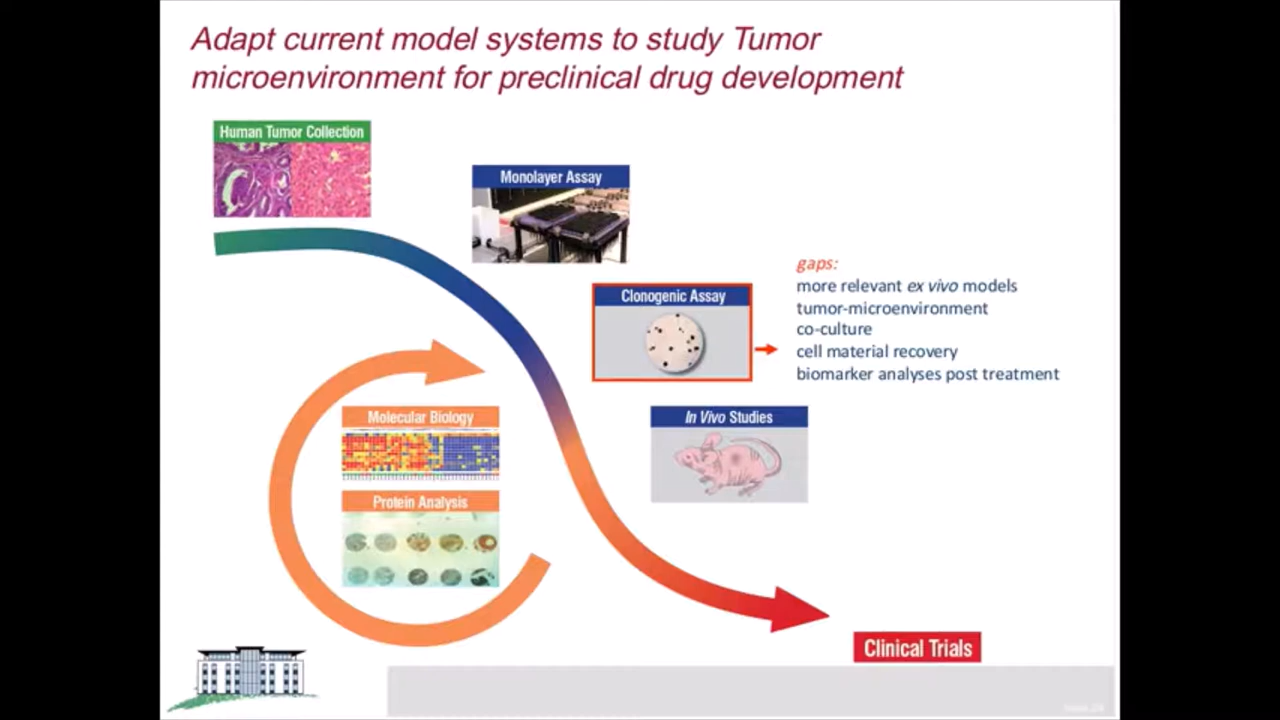 Adapt current model systems to study Tumor
microenvironment for preclinical drug development
Human Tumor Collection
Monolayer Assay
Clonogenic Assay
gaps:
more relevant ex vivo models
tumor-microenvironment
co-culture
cell material recovery
biomarker analyses post treatment
Molecular Biology
In Vivo Studies
Protein Analysis
Clinical Trials